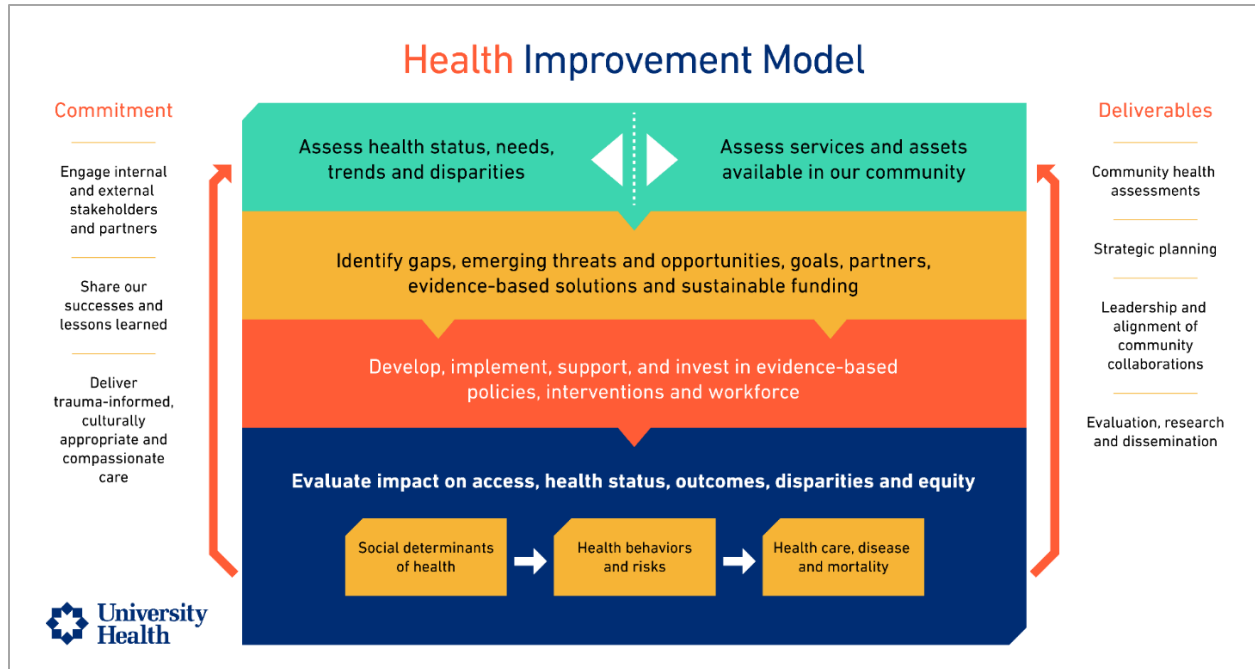 Health Improvement Model
Commitment
Engage internal
and external
stakeholders
and partners
Share our
successes and
lessons learned
Deliver
trauma-informed,
culturally
appropriate and
compassionate
care
Assess health status, needs,
trends and disparities
Assess services and assets
available in our community
Identify gaps, emerging threats and opportunities, goals, partners,
evidence-based solutions and sustainable funding
Develop, implement, support, and invest in evidence-based
policies, interventions and workforce
Evaluate impact on access, health status, outcomes, disparities and equity
Social determinants
of health
Health behaviors
and risks
Health care, disease
and mortality
Deliverables
Community health
assessments
Strategic planning
Leadership and
alignment of
community
collaborations
Evaluation, research
and dissemination
University
Health